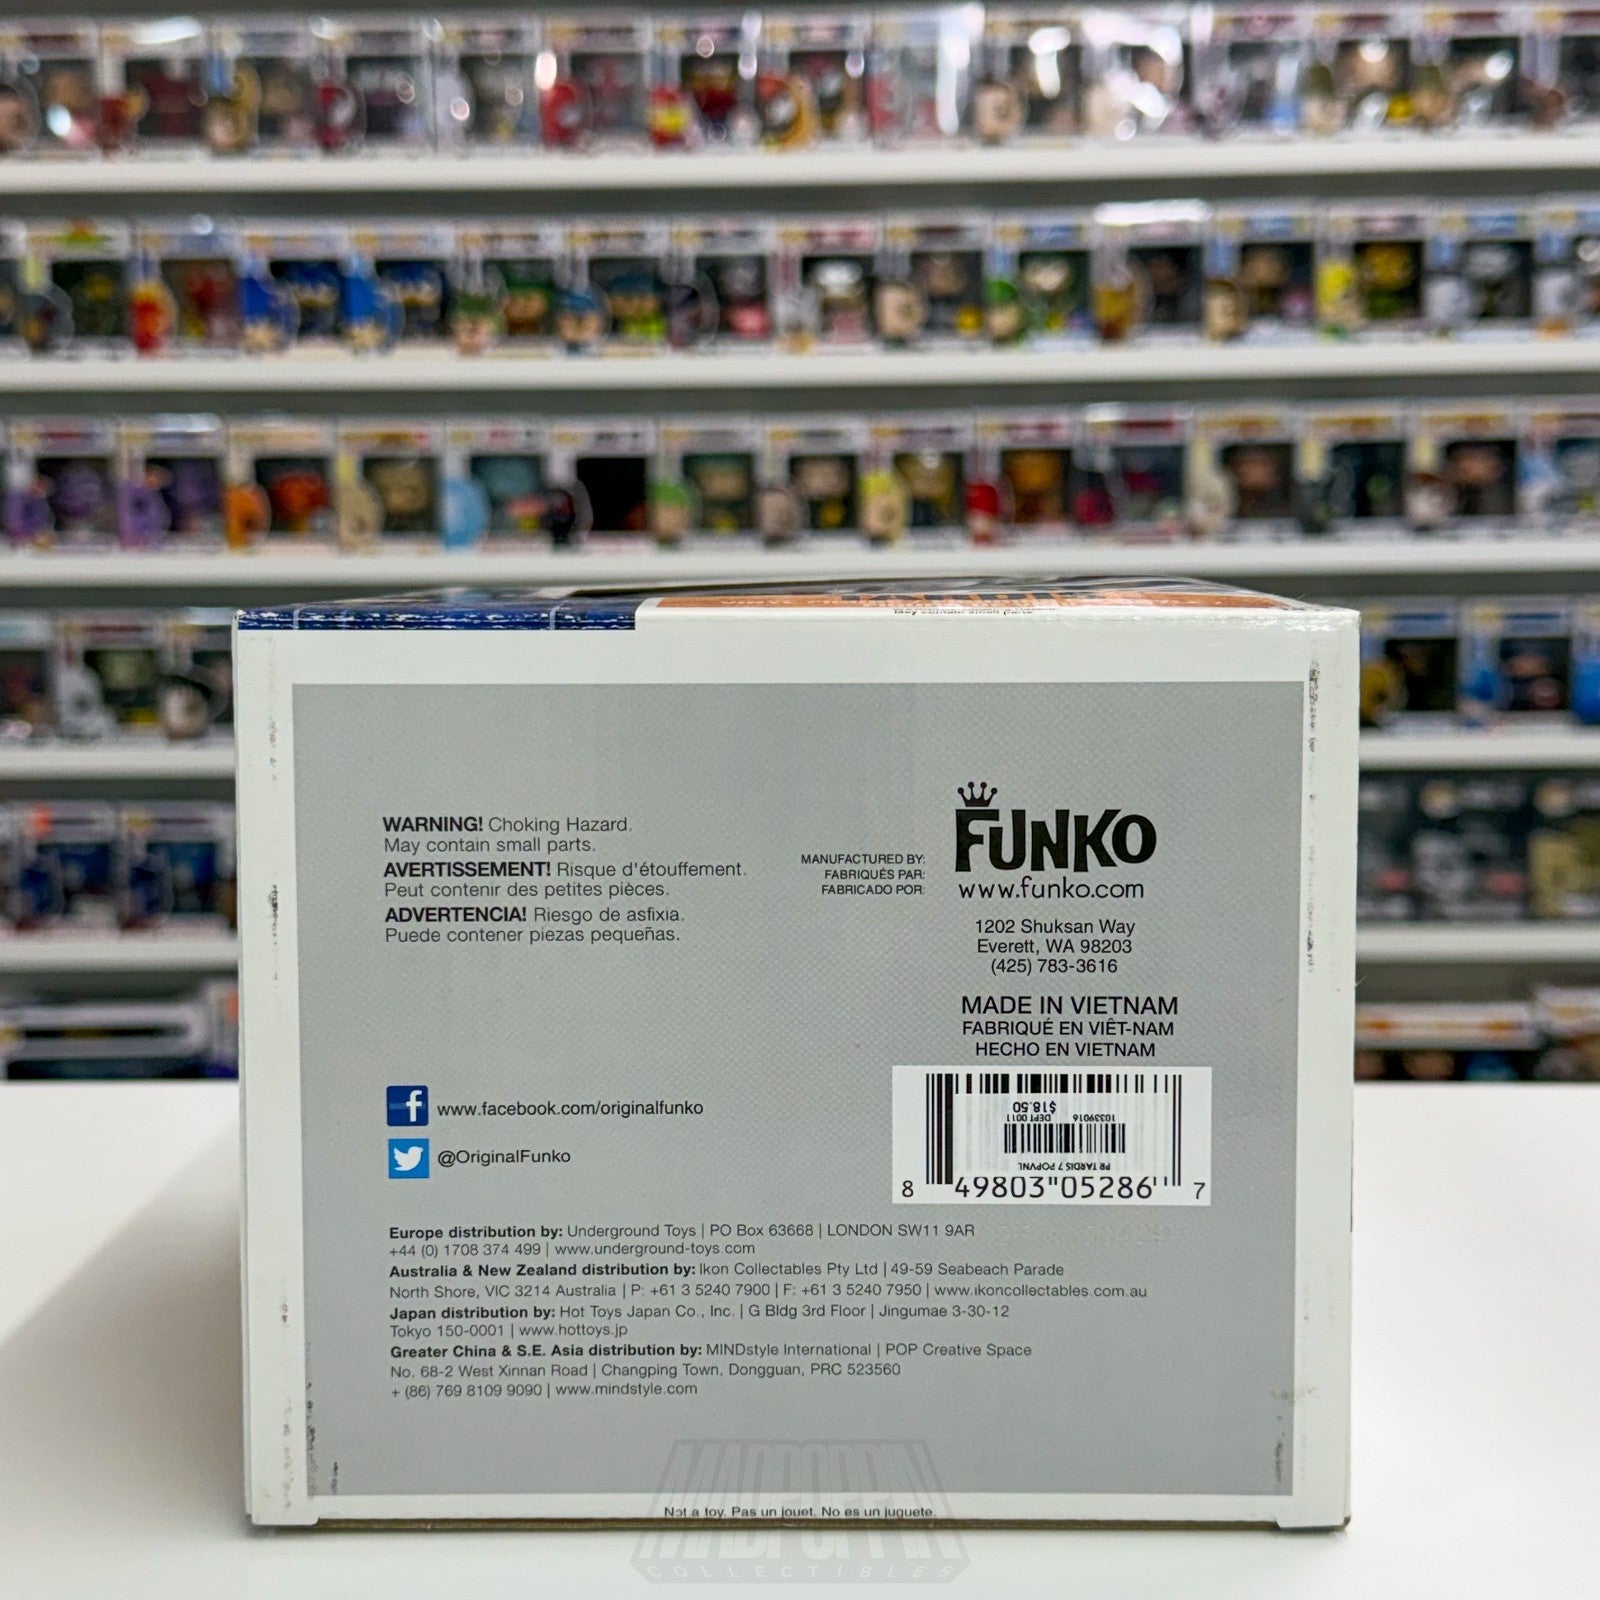 WARNING! Choking Hazard.
May contain small parts.
AVERTISSEMENT! Risque d'étouffement.
Peut contenir des petites pièces.
ADVERTENCIA! Riesgo de asfixia.
Puede contener piezas pequeñas.
MANUFACTURED BY:
FABRIQUÉS PAR:
FABRICADO POR:
FUNKO
www.funko.com
1202 Shuksan Way
Everett, WA 98203
(425) 783-3616
MADE IN VIETNAM
FABRIQUÉ EN VIÊT-NAM
HECHO EN VIETNAM
www.facebook.com/originalfunko
@OriginalFunko
$18.50
DEPT 0011 10339016
PR TARDIS 7 POPVNL
8 49803 05286 7
Europe distribution by: Underground Toys | PO Box 63668 | LONDON SW11 9AR
+44 (0) 1708 374 499 | www.underground-toys.com
Australia & New Zealand distribution by: Ikon Collectables Pty Ltd | 49-59 Seabeach Parade
North Shore, VIC 3214 Australia | P: +61 3 5240 7900 | F: +61 3 5240 7950 | www.ikoncollectables.com.au
Japan distribution by: Hot Toys Japan Co., Inc. | G Bldg 3rd Floor | Jingumae 3-30-12
Tokyo 150-0001 | www.hottoys.jp
Greater China & S.E. Asia distribution by: MINDstyle International | POP Creative Space
No. 68-2 West Xinnan Road | Changping Town, Dongguan, PRC 523560
+ (86) 769 8109 9090 | www.mindstyle.com
Not a toy. Pas un jouet. No es un juguete.
MADPOPPIN
COLLECTIBLES